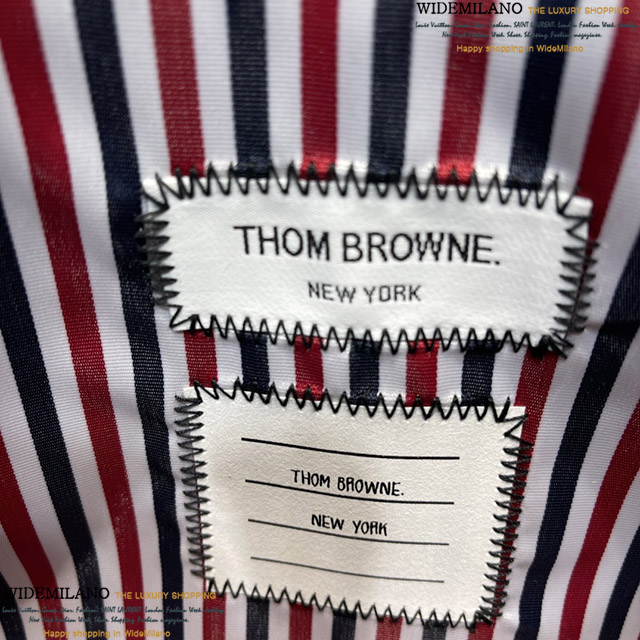 WIDEMILANO THE LUXURY SHOPPING
Happy shopping in WideMilano
THOM BROWNE.
NEW YORK
THOM BROWNE.
NEW YORK
WIDEMILANO THE LUXURY SHOPPING
Happy shopping in WideMilano